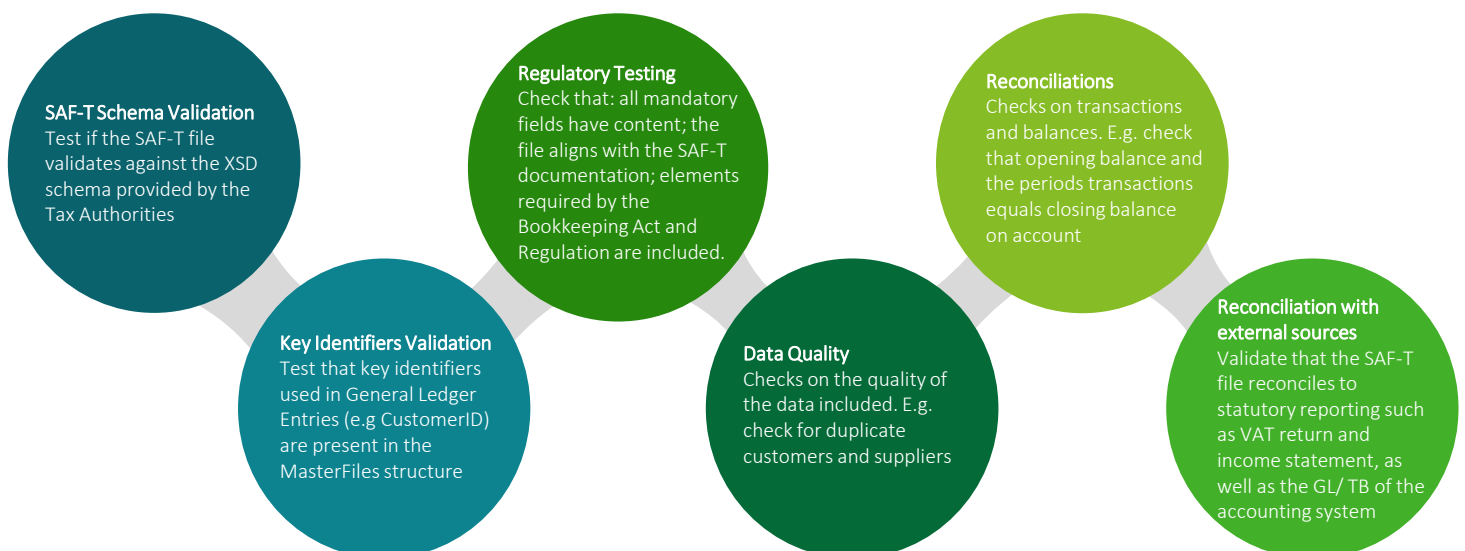 SAF-T Schema Validation
Test if the SAF-T file
validates against the XSD
schema provided by the
Tax Authorities
Key Identifiers Validation
Test that key identifiers
used in General Ledger
Entries (e.g CustomerID)
are present in the
MasterFiles structure
Regulatory Testing
Check that: all mandatory
fields have content; the
file aligns with the SAF-T
documentation; elements
required by the
Bookkeeping Act and
Regulation are included.
Data Quality
Checks on the quality of
the data included. E.g.
check for duplicate
customers and suppliers
Reconciliations
Checks on transactions
and balances. E.g. check
that opening balance and
the periods transactions
equals closing balance
on account
Reconciliation with
external sources
Validate that the SAF-T
file reconciles to
statutory reporting such
as VAT return and
income statement, as
well as the GL/ TB of the
accounting system